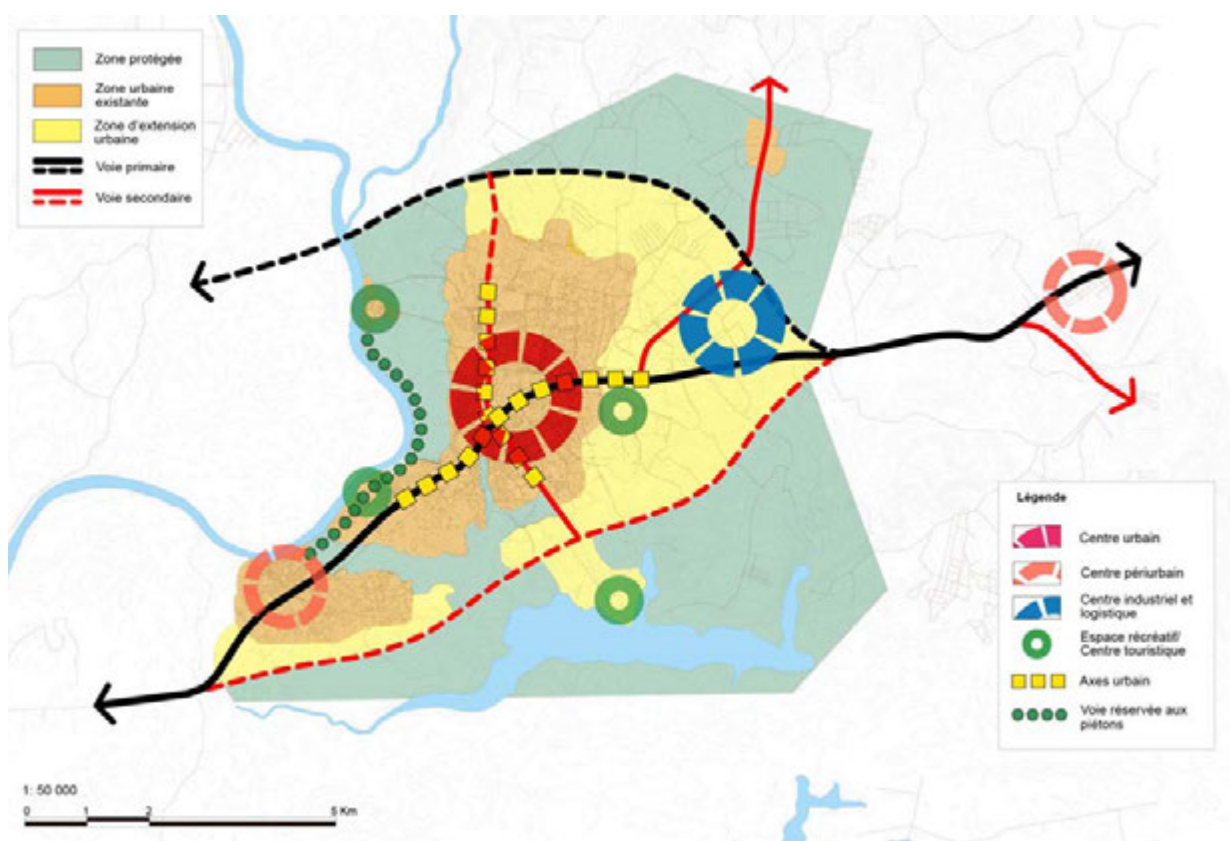 Zone protégée
Zone urbaine
existante
Zone d'extension
urbaine
Voie primaire
Voie secondaire
Légende
Centre urbain
Centre périurbain
Centre industriel et
logistique
Espace récréatif/
Centre touristique
Axes urbain
Voie réservée aux
piétons
1: 50 000
0 1 2 5 Km